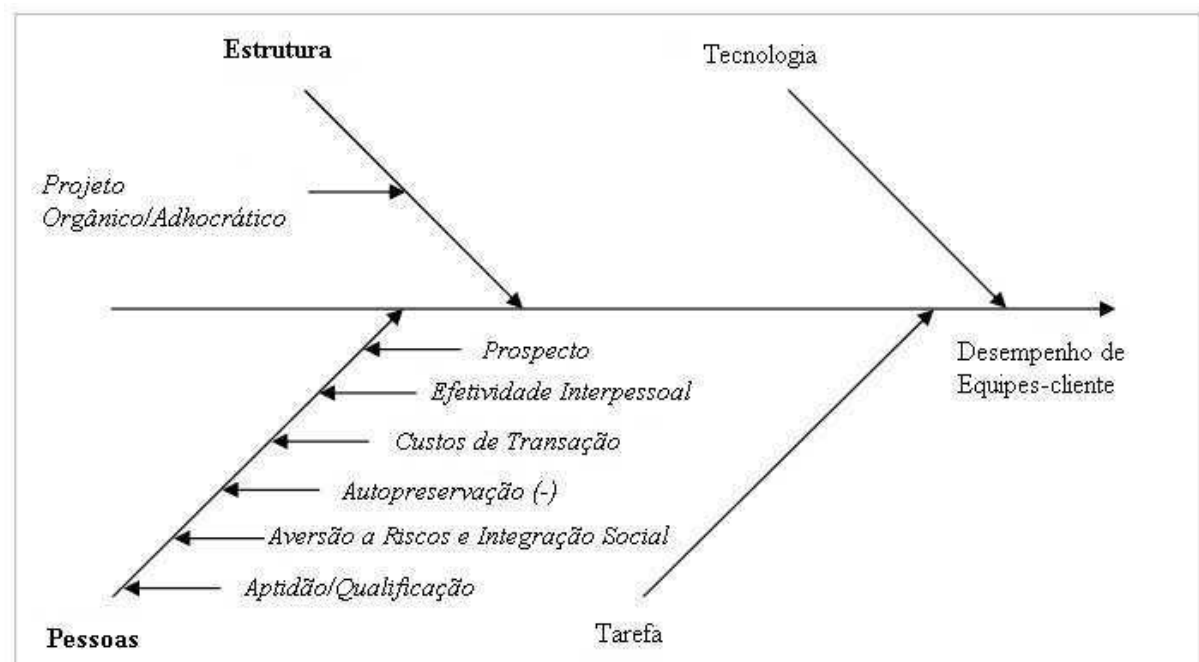 Estrutura
Tecnologia
Projeto
Orgânico/Adhocrático
Prospecto
Efetividade Interpessoal
Custos de Transação
Autopreservação (-)
Aversão a Riscos e Integração Social
Aptidão/Qualificação
Desempenho de
Equipes-cliente
Pessoas
Tarefa